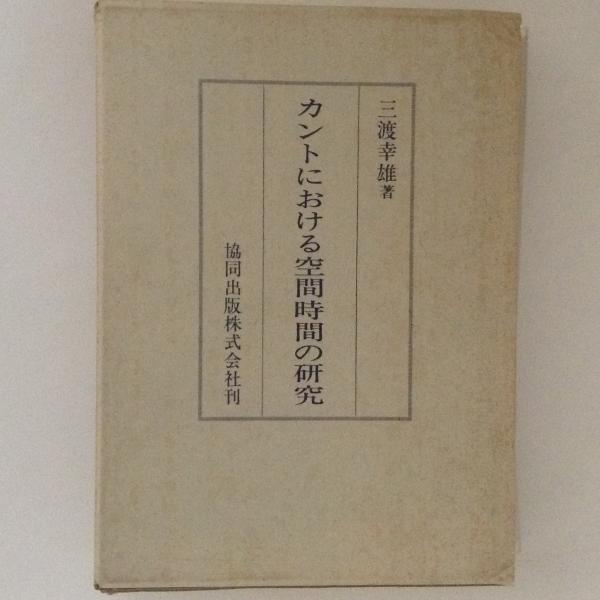 三渡幸雄著
カントにおける空間時間の研究
協同出版株式会社刊